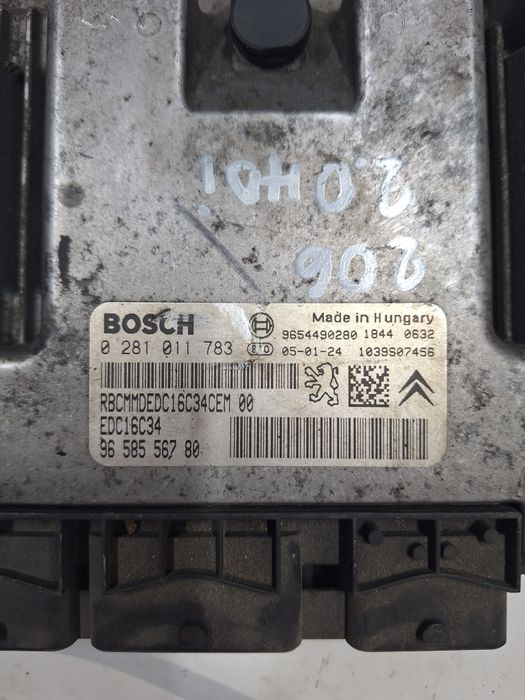 2.0HDi
206
BOSCH
Made in Hungary
9654490280 1844 0632
0 281 011 783
05-01-24 1039S07456
RBCMMDEDC16C34CEM 00
EDC16C34
96 585 567 80